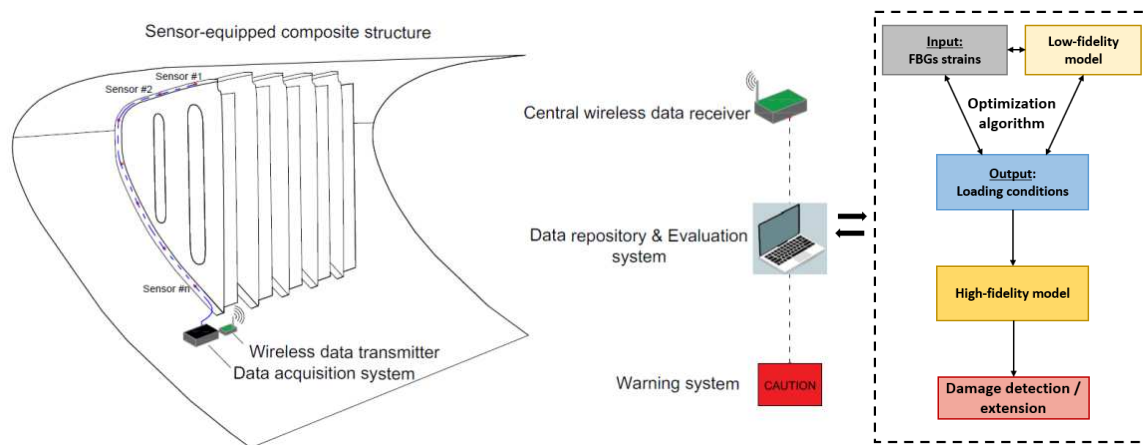 Sensor-equipped composite structure
Sensor #1
Sensor #2
Sensor #n
Wireless data transmitter
Data acquisition system
Central wireless data receiver
Data repository & Evaluation
system
Warning system
CAUTION
Input:
FBGs strains
Low-fidelity
model
Optimization
algorithm
Output:
Loading conditions
High-fidelity model
Damage detection /
extension